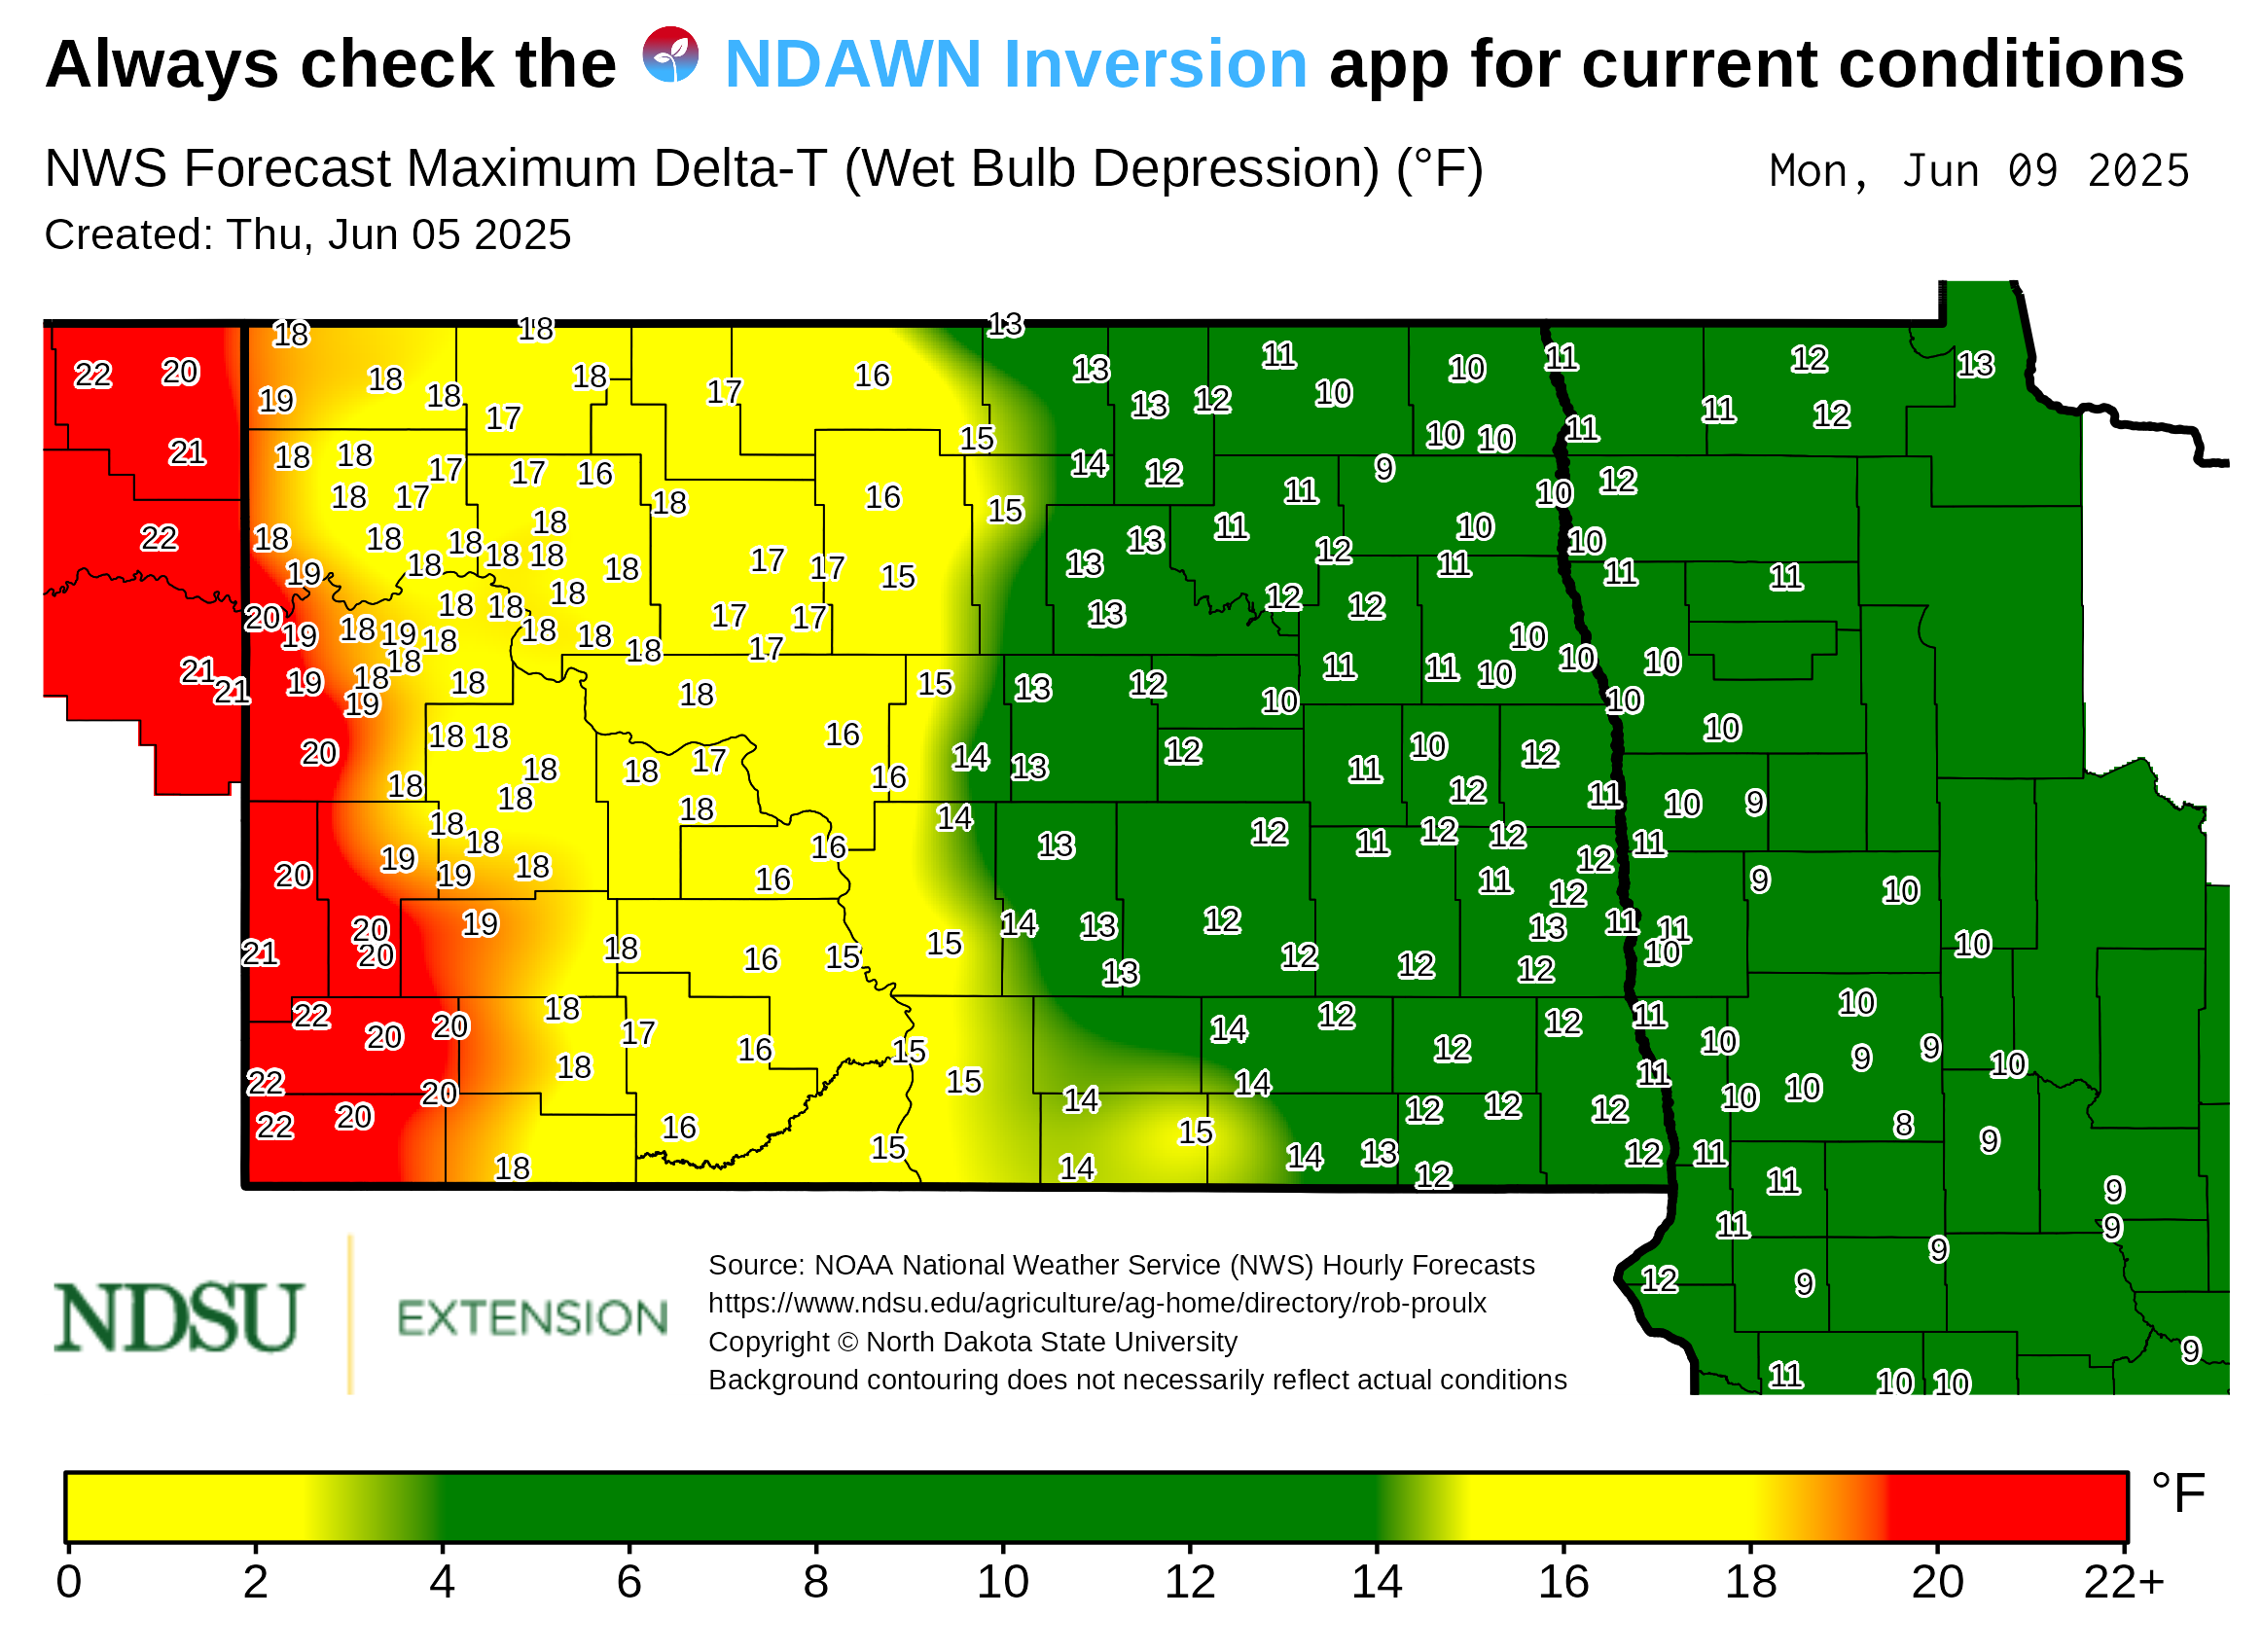 Always check the NDAWN Inversion app for current conditions
NWS Forecast Maximum Delta-T (Wet Bulb Depression) (°F)
Mon, Jun 09 2025
Created: Thu, Jun 05 2025
18 18 13
22 20 18 18 18 16 13 11 10 11 12 13
19 18 17 17 13 12 10 11 12
21 18 18 17 17 16 15 14 12 9 10 10 11 12
18 17 18 16 15 11 10
22 18 18 18 18 18 18 18 18 17 17 15 13 13 11 12 10 11 10 11 11
19 18 18 18 18
20 19 18 19 18 18 18 18 17 17 17 13 12 12 10 10 10
21 21 19 18 18 19 18 18 15 13 12 10 11 11 10 10
20 18 18 18 18 17 16 16 14 13 12 11 10 12 10
18 18 18 18 14 12 11 10 9
18 19 19 18 16 16 13 12 11 12 12 12 11
20 11 12 9 10
20 20 19 18 16 15 15 14 13 12 13 11 11 10 10
21 13 12 12 12
22 20 20 18 17 16 15 14 12 12 12 11 10 10 9 9 10
22 20 18 15 14 14 11 10 10
22 20 16 15 15 12 12 12 8 9
18 14 14 13 12 12 11 11 9
11 9 9
12 9
Source: NOAA National Weather Service (NWS) Hourly Forecasts
https://www.ndsu.edu/agriculture/ag-home/directory/rob-proulx
Copyright © North Dakota State University
Background contouring does not necessarily reflect actual conditions
NDSU EXTENSION
9
11 10 10
°F
0 2 4 6 8 10 12 14 16 18 20 22+